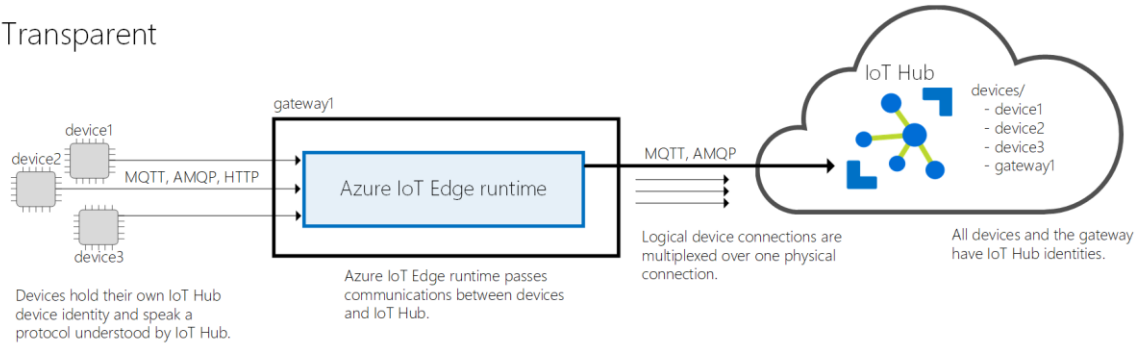 Transparent
gateway1
device1
device2
MQTT, AMQP, HTTP
device3
Azure IoT Edge runtime
MQTT, AMQP
IoT Hub
devices/
- device1
- device2
- device3
- gateway1
Devices hold their own IoT Hub
device identity and speak a
protocol understood by IoT Hub.
Azure IoT Edge runtime passes
communications between devices
and IoT Hub.
Logical device connections are
multiplexed over one physical
connection.
All devices and the gateway
have IoT Hub identities.